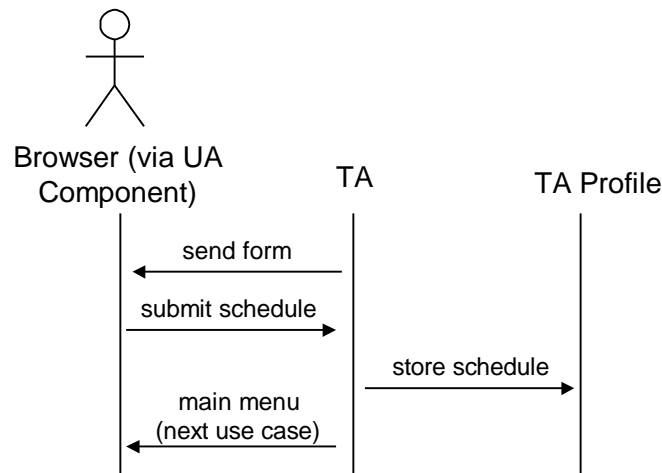 Browser (via UA
Component)
TA
TA Profile
send form
submit schedule
store schedule
main menu
(next use case)